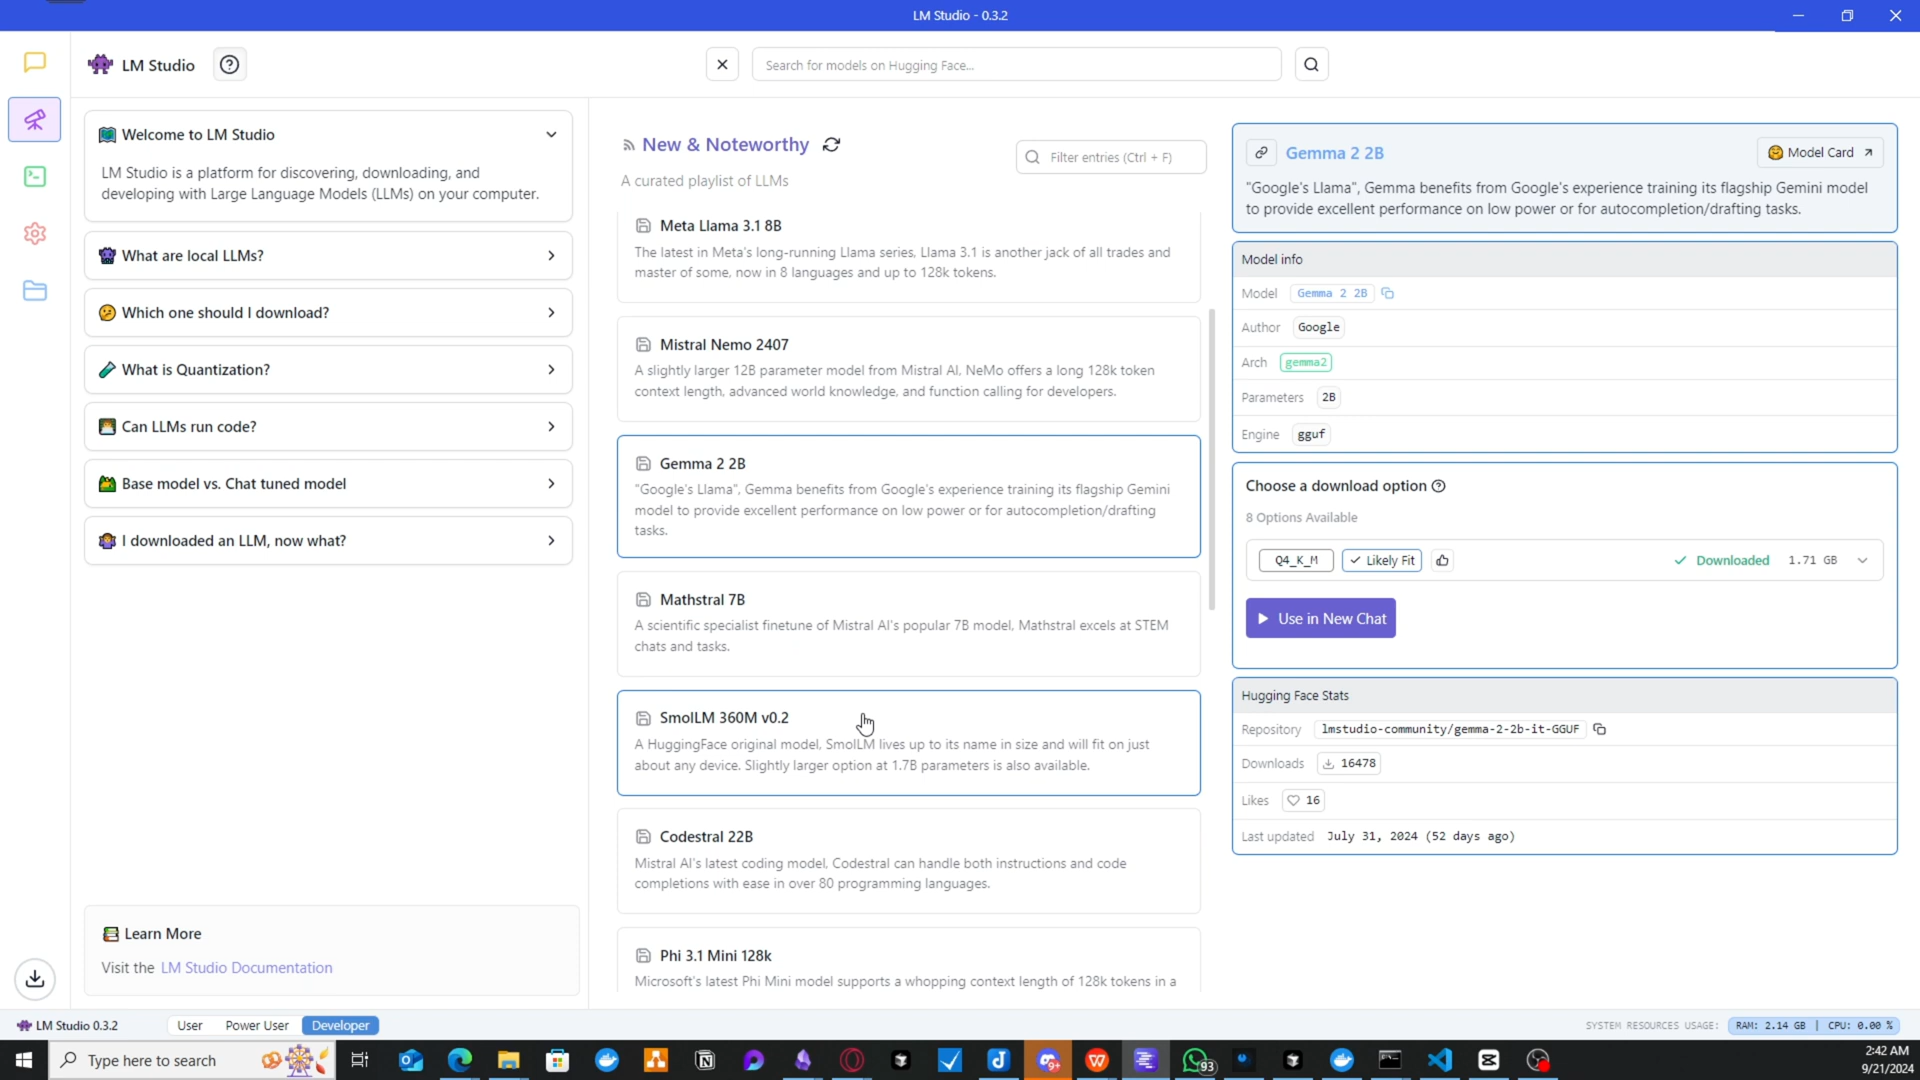 LM Studio - 0.3.2
LM Studio
Search for models on Hugging Face...
Welcome to LM Studio
LM Studio is a platform for discovering, downloading, and
developing with Large Language Models (LLMs) on your computer.
What are local LLMs?
Which one should I download?
What is Quantization?
Can LLMs run code?
Base model vs. Chat tuned model
I downloaded an LLM, now what?
Learn More
Visit the LM Studio Documentation
New & Noteworthy
Filter entries (Ctrl + F)
A curated playlist of LLMs
Meta Llama 3.1 8B
The latest in Meta's long-running Llama series, Llama 3.1 is another jack of all trades and
master of some, now in 8 languages and up to 128k tokens.
Mistral Nemo 2407
A slightly larger 12B parameter model from Mistral AI, NeMo offers a long 128k token
context length, advanced world knowledge, and function calling for developers.
Gemma 2 2B
"Google's Llama", Gemma benefits from Google's experience training its flagship Gemini
model to provide excellent performance on low power or for autocompletion/drafting
tasks.
Mathstral 7B
A scientific specialist finetune of Mistral AI's popular 7B model, Mathstral excels at STEM
chats and tasks.
SmolLM 360M v0.2
A HuggingFace original model, SmolLM lives up to its name in size and will fit on just
about any device. Slightly larger option at 1.7B parameters is also available.
Codestral 22B
Mistral AI's latest coding model, Codestral can handle both instructions and code
completions with ease in over 80 programming languages.
Phi 3.1 Mini 128k
Microsoft's latest Phi Mini model supports a whopping context length of 128k tokens in a
Gemma 2 2B
Model Card
"Google's Llama", Gemma benefits from Google's experience training its flagship Gemini model
to provide excellent performance on low power or for autocompletion/drafting tasks.
Model info
Model Gemma 2 2B
Author Google
Arch gemma2
Parameters 2B
Engine gguf
Choose a download option
8 Options Available
Q4_K_M Likely Fit Downloaded 1.71 GB
Use in New Chat
Hugging Face Stats
Repository lmstudio-community/gemma-2-2b-it-GGUF
Downloads 16478
Likes 16
Last updated July 31, 2024 (52 days ago)
LM Studio 0.3.2 User Power User Developer
SYSTEM RESOURCES USAGE: RAM: 2.14 GB | CPU: 0.00 %
Type here to search
9+
93
2:42 AM
9/21/2024